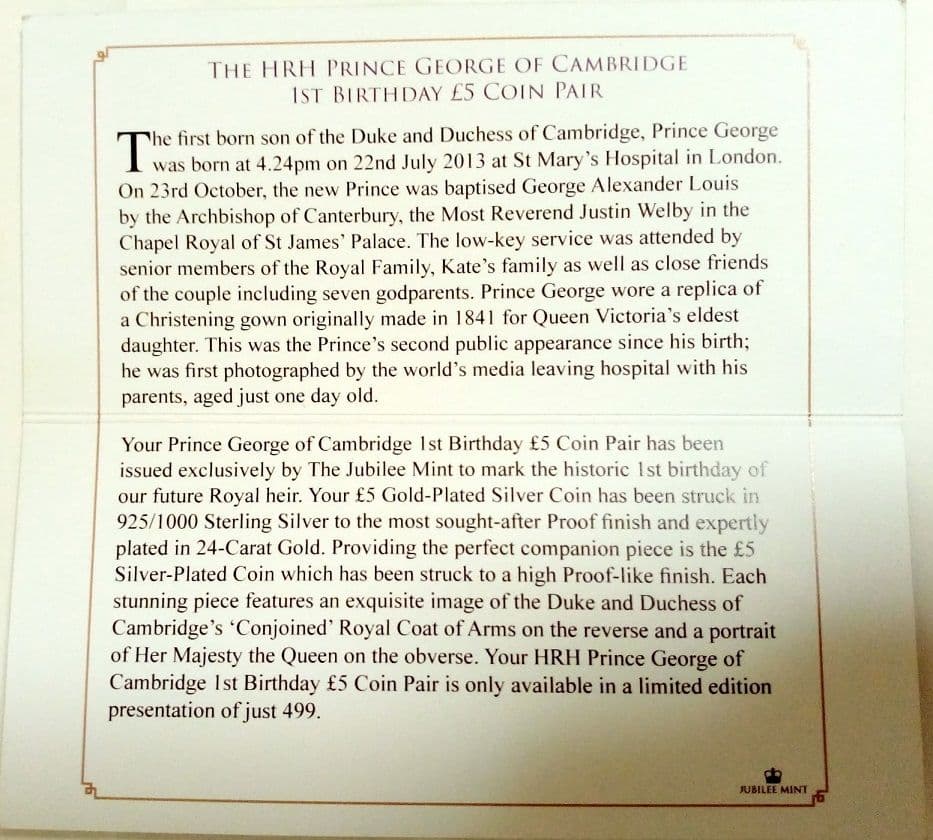 THE HRH PRINCE GEORGE OF CAMBRIDGE
1ST BIRTHDAY £5 COIN PAIR
The first born son of the Duke and Duchess of Cambridge, Prince George
was born at 4.24pm on 22nd July 2013 at St Mary's Hospital in London.
On 23rd October, the new Prince was baptised George Alexander Louis
by the Archbishop of Canterbury, the Most Reverend Justin Welby in the
Chapel Royal of St James' Palace. The low-key service was attended by
senior members of the Royal Family, Kate's family as well as close friends
of the couple including seven godparents. Prince George wore a replica of
a Christening gown originally made in 1841 for Queen Victoria's eldest
daughter. This was the Prince's second public appearance since his birth;
he was first photographed by the world's media leaving hospital with his
parents, aged just one day old.
Your Prince George of Cambridge 1st Birthday £5 Coin Pair has been
issued exclusively by The Jubilee Mint to mark the historic 1st birthday of
our future Royal heir. Your £5 Gold-Plated Silver Coin has been struck in
925/1000 Sterling Silver to the most sought-after Proof finish and expertly
plated in 24-Carat Gold. Providing the perfect companion piece is the £5
Silver-Plated Coin which has been struck to a high Proof-like finish. Each
stunning piece features an exquisite image of the Duke and Duchess of
Cambridge's 'Conjoined' Royal Coat of Arms on the reverse and a portrait
of Her Majesty the Queen on the obverse. Your HRH Prince George of
Cambridge 1st Birthday £5 Coin Pair is only available in a limited edition
presentation of just 499.
JUBILEE MINT